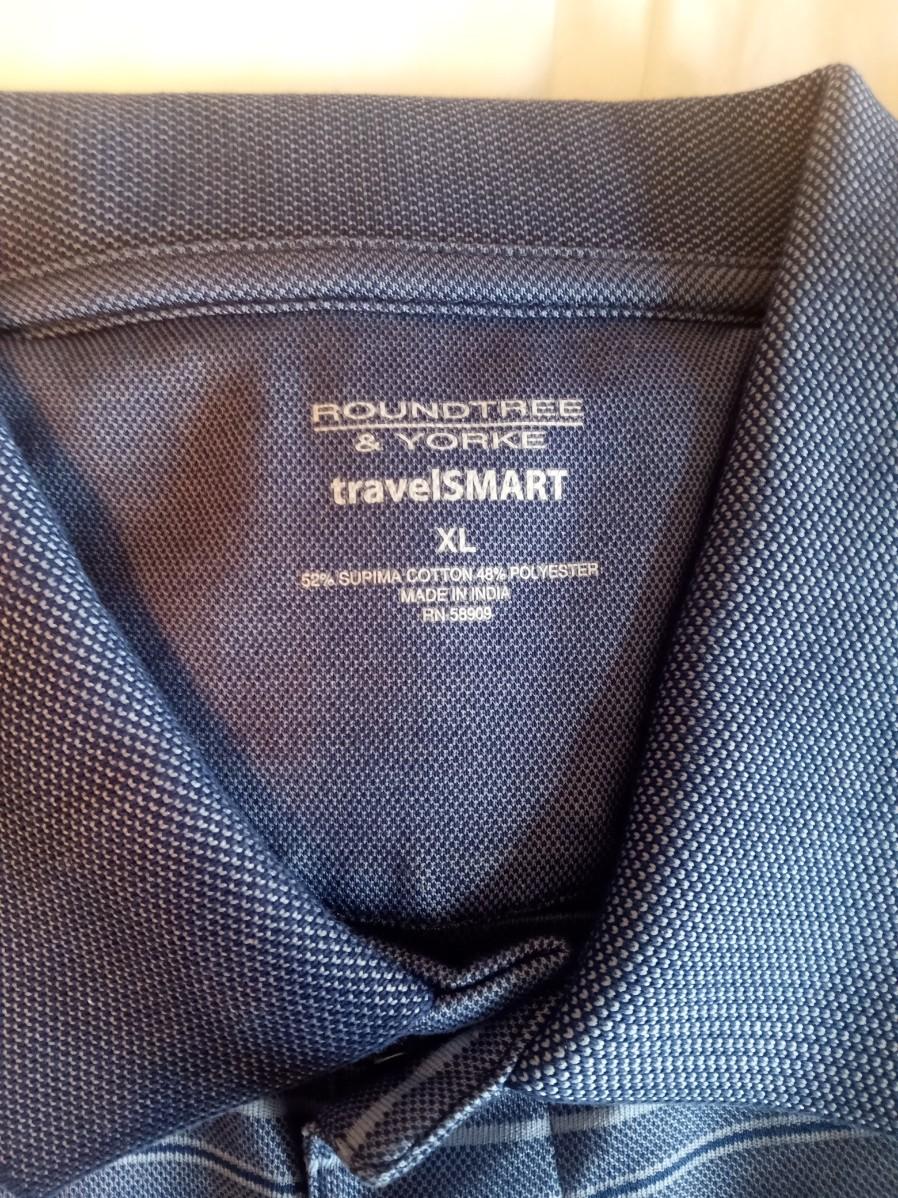 ROUNDTREE
& YORKE
travelSMART
XL
52% SUPIMA COTTON 48% POLYESTER
MADE IN INDIA
RN 58909